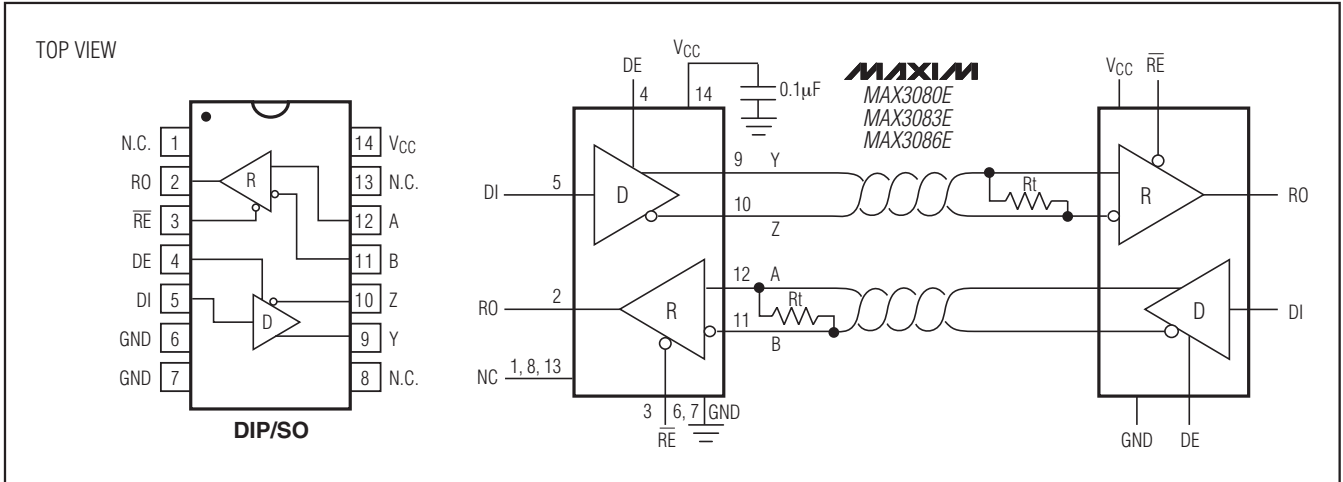 TOP VIEW
N.C. 1
RO 2
R̅E̅ 3
DE 4
DI 5
GND 6
GND 7
14 VCC
13 N.C.
12 A
11 B
10 Z
9 Y
8 N.C.
R
D
DIP/SO
DE
4
VCC
14
0.1µF
MAXIM
MAX3080E
MAX3083E
MAX3086E
DI 5
D
9 Y
10
Z
Rt
RO 2
R
12 A
Rt
11
B
NC 1, 8, 13
3
R̅E̅
6, 7 GND
VCC
R̅E̅
R
RO
D
DI
GND
DE